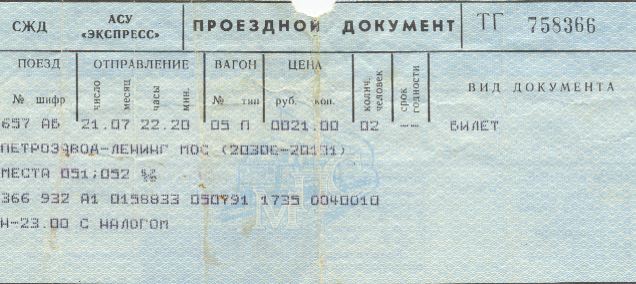 СЖД АСУ «ЭКСПРЕСС» ПРОЕЗДНОЙ ДОКУМЕНТ ТГ 758366
ПОЕЗД ОТПРАВЛЕНИЕ ВАГОН ЦЕНА колич. человек срок годности ВИД ДОКУМЕНТА
№ шифр число месяц часы мин. № тип руб. коп.
657 АБ 21.07 22.20 05 П 0021.00 02 -- БИЛЕТ
ПЕТРОЗАВОД-ЛЕНИНГ МОС (20300-20191)
МЕСТА 051;052
366 932 А1 0158833 050791 1735 0040010
Н-23.00 С НАЛОГОМ